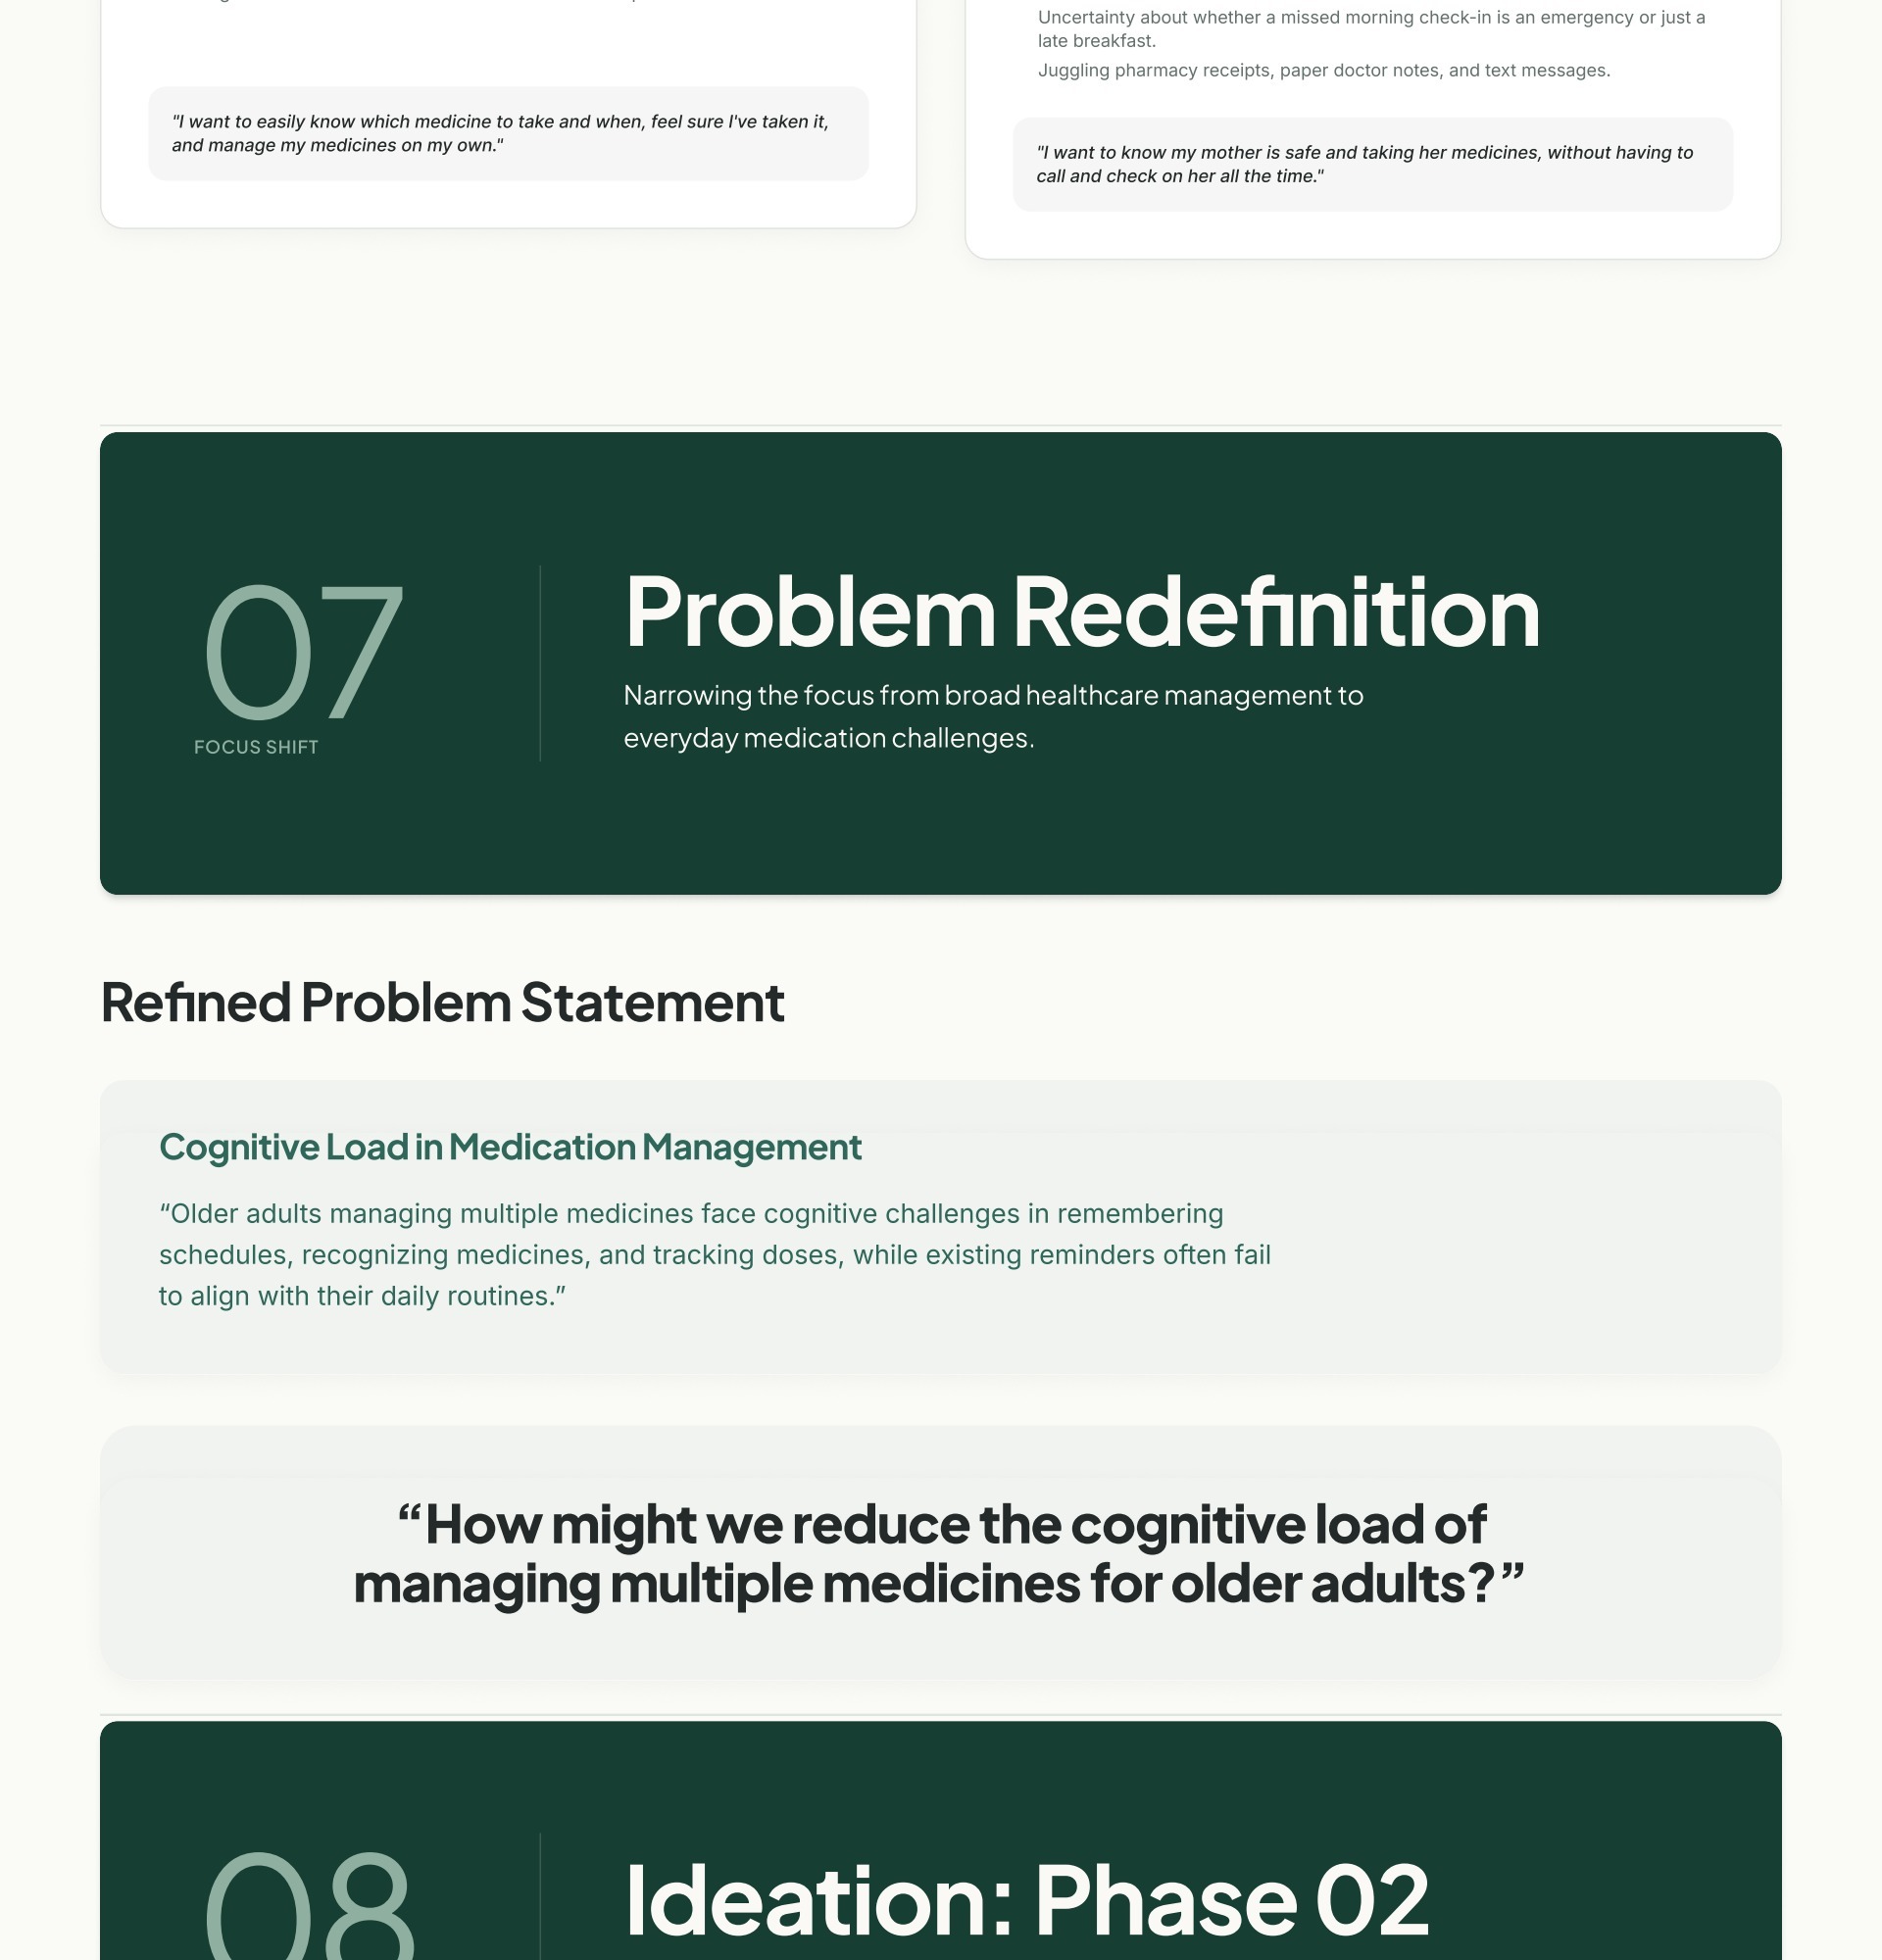 "I want to easily know which medicine to take and when, feel sure I've taken it,
and manage my medicines on my own."
Uncertainty about whether a missed morning check-in is an emergency or just a
late breakfast.
Juggling pharmacy receipts, paper doctor notes, and text messages.
"I want to know my mother is safe and taking her medicines, without having to
call and check on her all the time."
07
FOCUS SHIFT
Problem Redefinition
Narrowing the focus from broad healthcare management to
everyday medication challenges.
Refined Problem Statement
Cognitive Load in Medication Management
“Older adults managing multiple medicines face cognitive challenges in remembering
schedules, recognizing medicines, and tracking doses, while existing reminders often fail
to align with their daily routines.”
“How might we reduce the cognitive load of
managing multiple medicines for older adults?”
08
Ideation: Phase 02